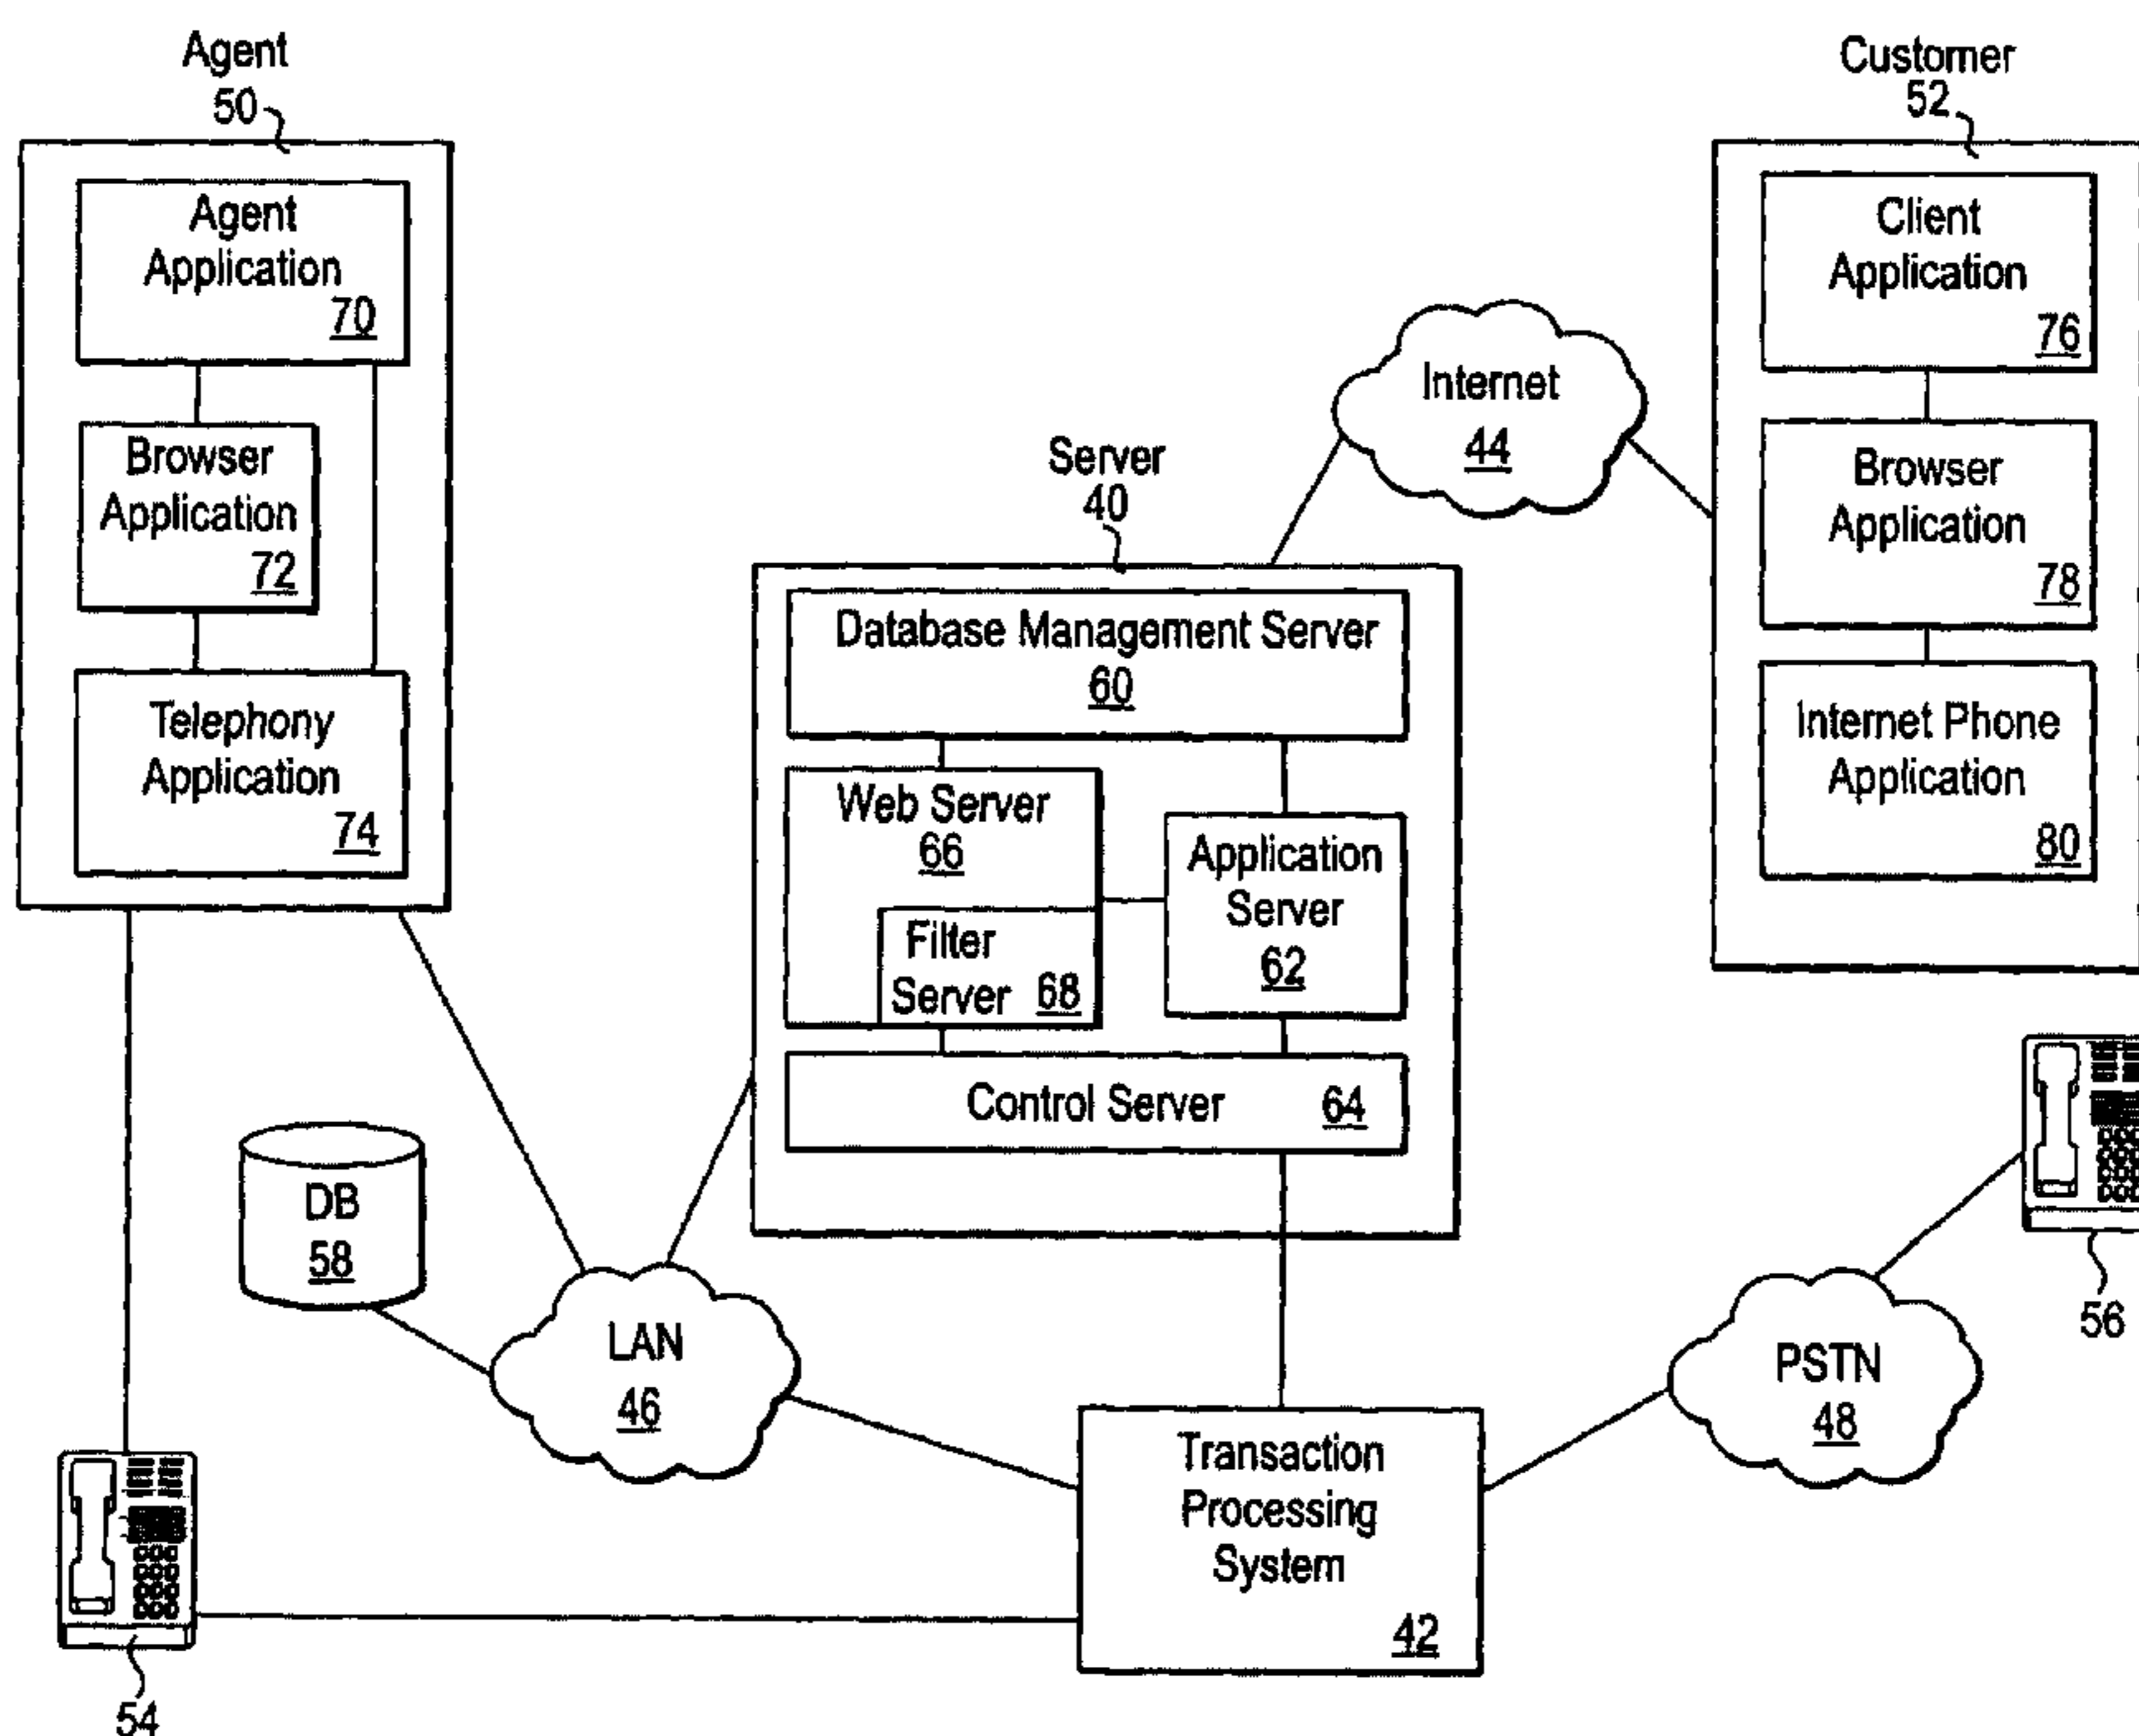 Agent
50
Agent
Application
70
Browser
Application
72
Telephony
Application
74
Customer
52
Client
Application
76
Browser
Application
78
Internet Phone
Application
80
Internet
44
Server
40
Database Management Server
60
Web Server
66
Filter
Server 68
Application
Server
62
Control Server 64
DB
58
LAN
46
PSTN
48
56
Transaction
Processing
System
42
54